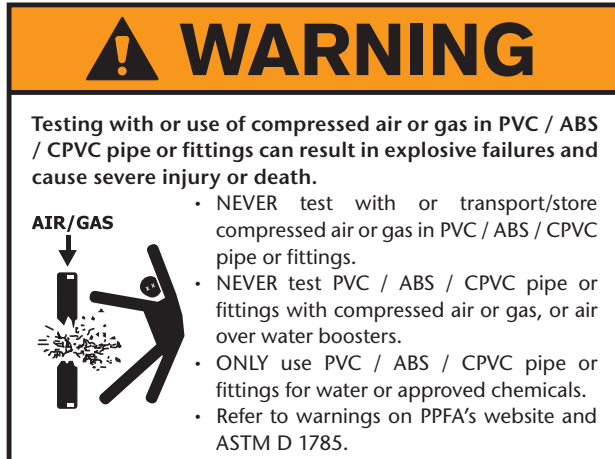 WARNING
Testing with or use of compressed air or gas in PVC / ABS
/ CPVC pipe or fittings can result in explosive failures and
cause severe injury or death.
AIR/GAS
• NEVER test with or transport/store
compressed air or gas in PVC / ABS / CPVC
pipe or fittings.
• NEVER test PVC / ABS / CPVC pipe or
fittings with compressed air or gas, or air
over water boosters.
• ONLY use PVC / ABS / CPVC pipe or
fittings for water or approved chemicals.
• Refer to warnings on PPFA's website and
ASTM D 1785.